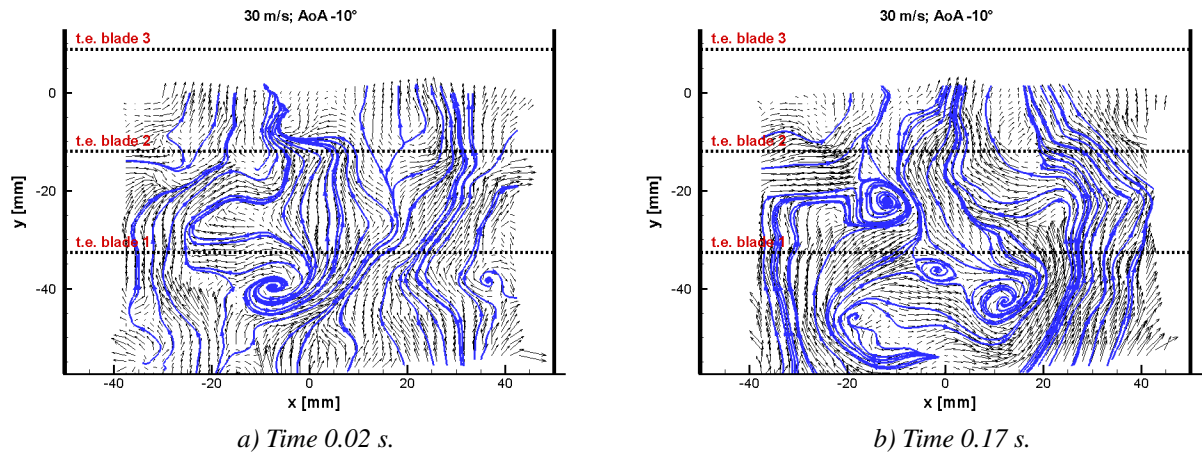 30 m/s; AoA -10°
t.e. blade 3
0
t.e. blade 2
-20
y [mm]
t.e. blade 1
-40
-40 -20 0 20 40
x [mm]
a) Time 0.02 s.
30 m/s; AoA -10°
t.e. blade 3
0
t.e. blade 2
-20
y [mm]
t.e. blade 1
-40
-40 -20 0 20 40
x [mm]
b) Time 0.17 s.